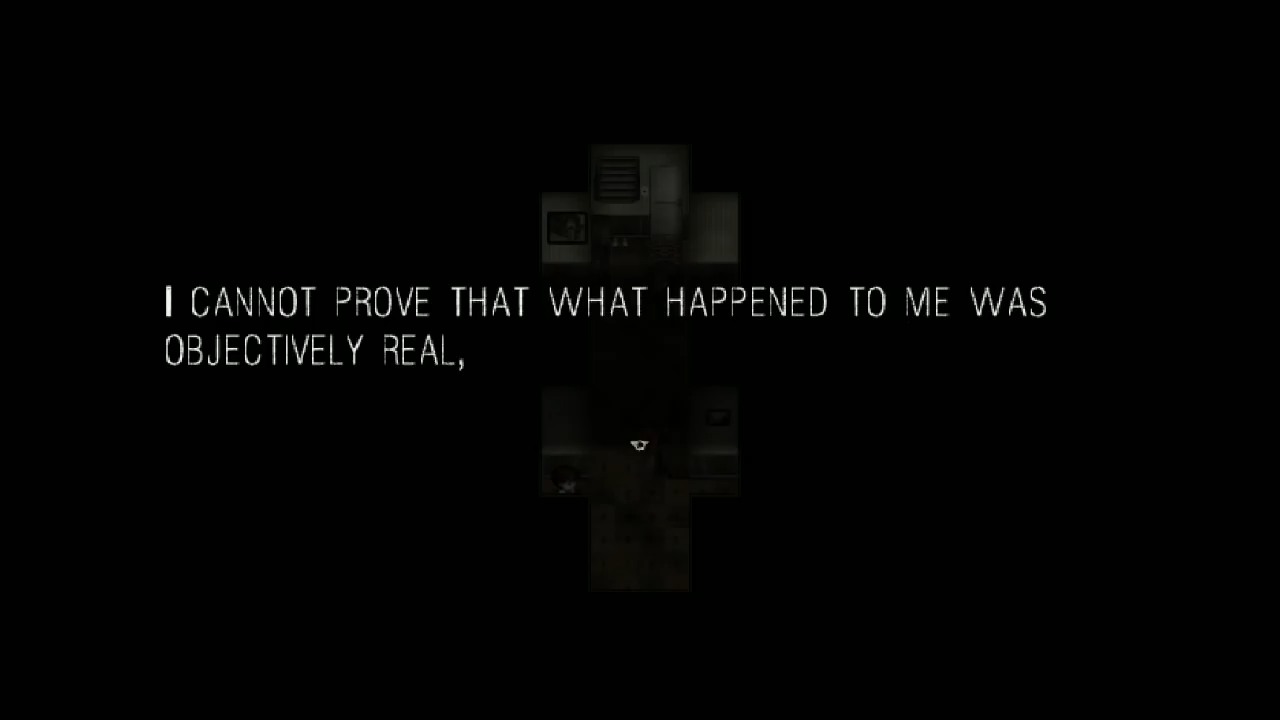 I CANNOT PROVE THAT WHAT HAPPENED TO ME WAS
OBJECTIVELY REAL,